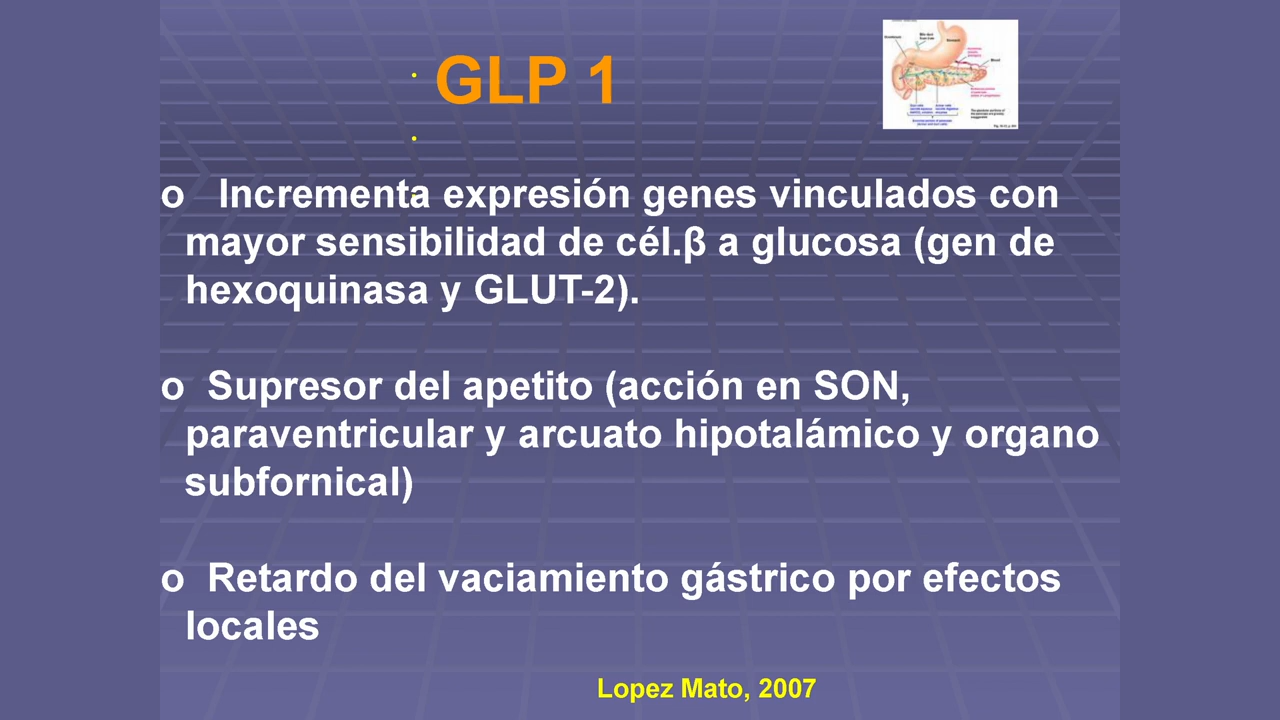 GLP 1
o Incrementa expresión genes vinculados con
mayor sensibilidad de cél.β a glucosa (gen de
hexoquinasa y GLUT-2).
o Supresor del apetito (acción en SON,
paraventricular y arcuato hipotalámico y organo
subfornical)
o Retardo del vaciamiento gástrico por efectos
locales
Lopez Mato, 2007